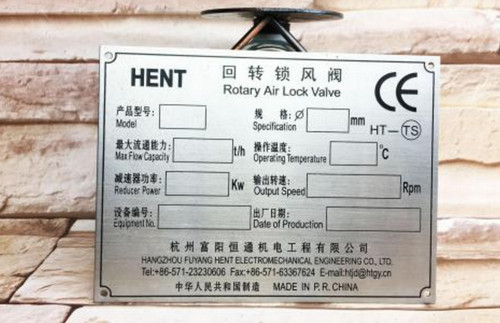 HENT 回转锁风阀 CE
Rotary Air Lock Valve
产品型号: 规 格: Ø mm
Model Specification HT-TS
最大流通能力: t/h 操作温度: °C
Max Flow Capacity Operating Temperature
减速器功率: Kw 输出转速: Rpm
Reducer Power Output Speed
设备编号: 出厂日期:
Equipment No. Date of Production
杭州富阳恒通机电工程有限公司
HANGZHOU FUYANG HENT ELECTROMECHANICAL ENGINEERING CO., LTD
Tel:+86-571-23230606 Fax:+86-571-63367624 E-mail:htjd@htgy.cn
中华人民共和国制造 MADE IN P.R.CHINA